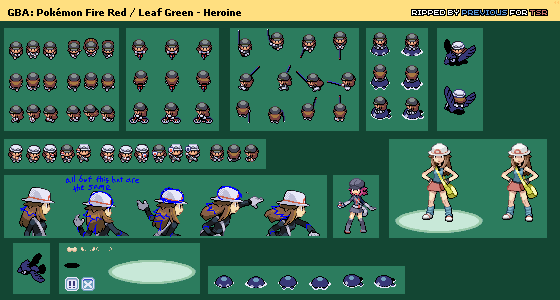 GBA: Pokémon Fire Red / Leaf Green - Heroine
RIPPED BY PREVIOUS FOR TSR
all but this hat are
the same